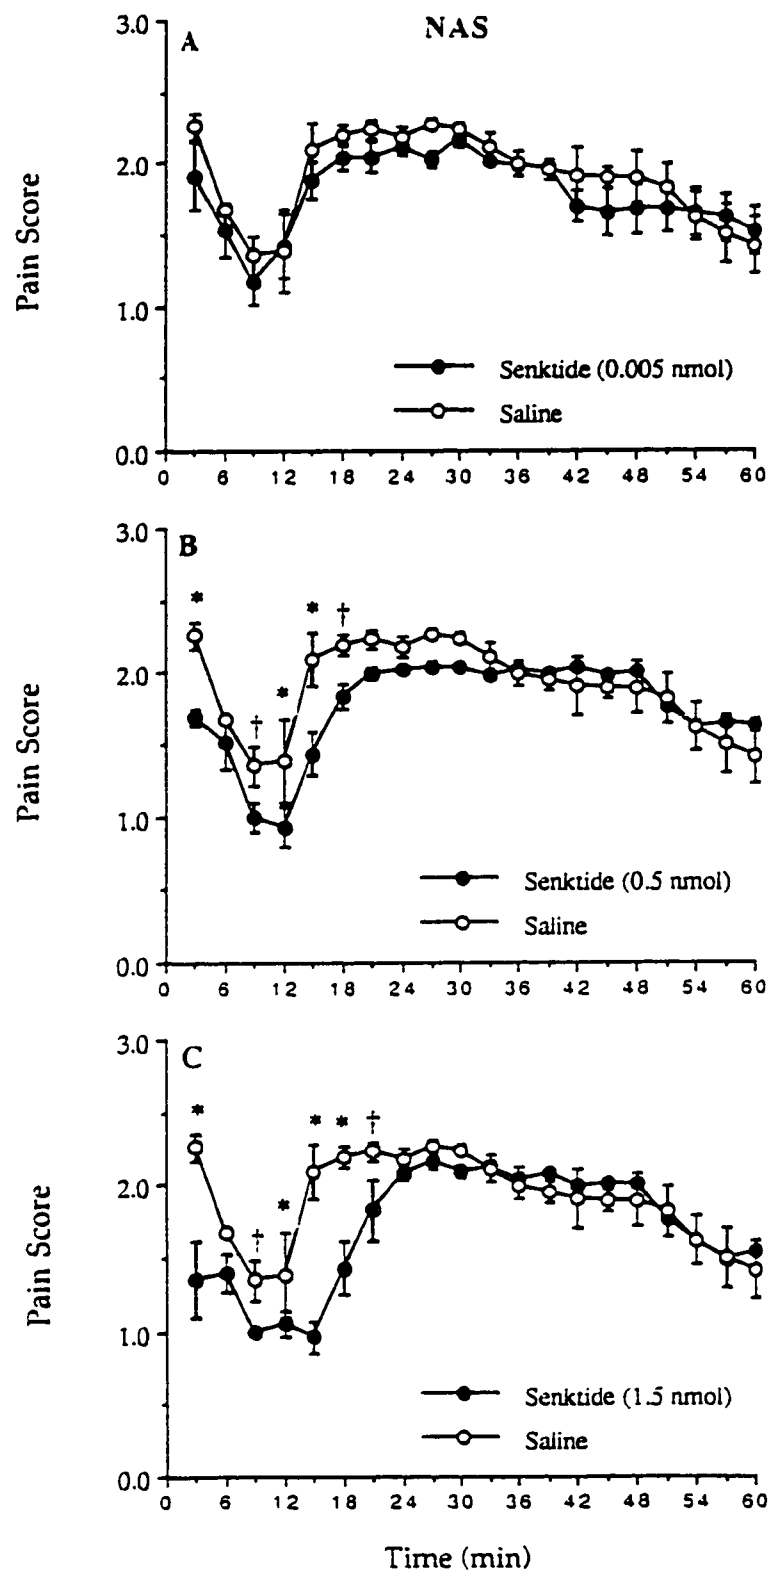 NAS
A
3.0
2.0
1.0
0.0
Pain Score
Senktide (0.005 nmol)
Saline
0 6 12 18 24 30 36 42 48 54 60
B
3.0
2.0
1.0
0.0
Pain Score
* † * * †
Senktide (0.5 nmol)
Saline
0 6 12 18 24 30 36 42 48 54 60
C
3.0
2.0
1.0
0.0
Pain Score
* † * * * †
Senktide (1.5 nmol)
Saline
0 6 12 18 24 30 36 42 48 54 60
Time (min)